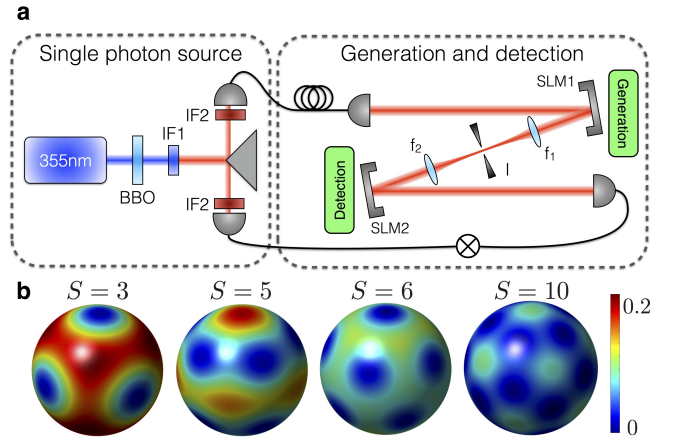 a
Single photon source
Generation and detection
355nm
BBO
IF1
IF2
IF2
SLM1
Generation
f1
I
f2
Detection
SLM2
b
S = 3
S = 5
S = 6
S = 10
0.2
0